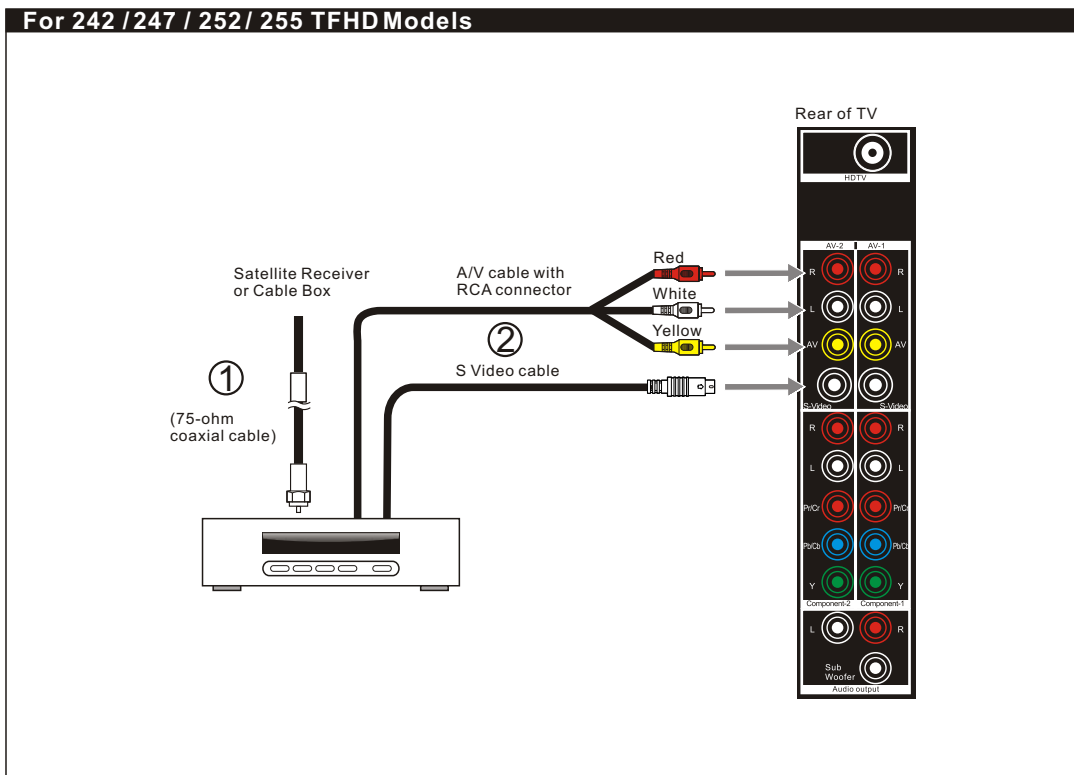 For 242 / 247 / 252 / 255 TFHD Models
Rear of TV
HDTV
AV-2 AV-1
Satellite Receiver
or Cable Box
A/V cable with
RCA connector
Red
White
Yellow
①
②
S Video cable
(75-ohm
coaxial cable)
R R
L L
AV AV
S-Video S-Video
R R
L L
Pr/Cr Pr/Cr
Pb/Cb Pb/Cb
Y Y
Component-2 Component-1
L R
Sub
Woofer
Audio output